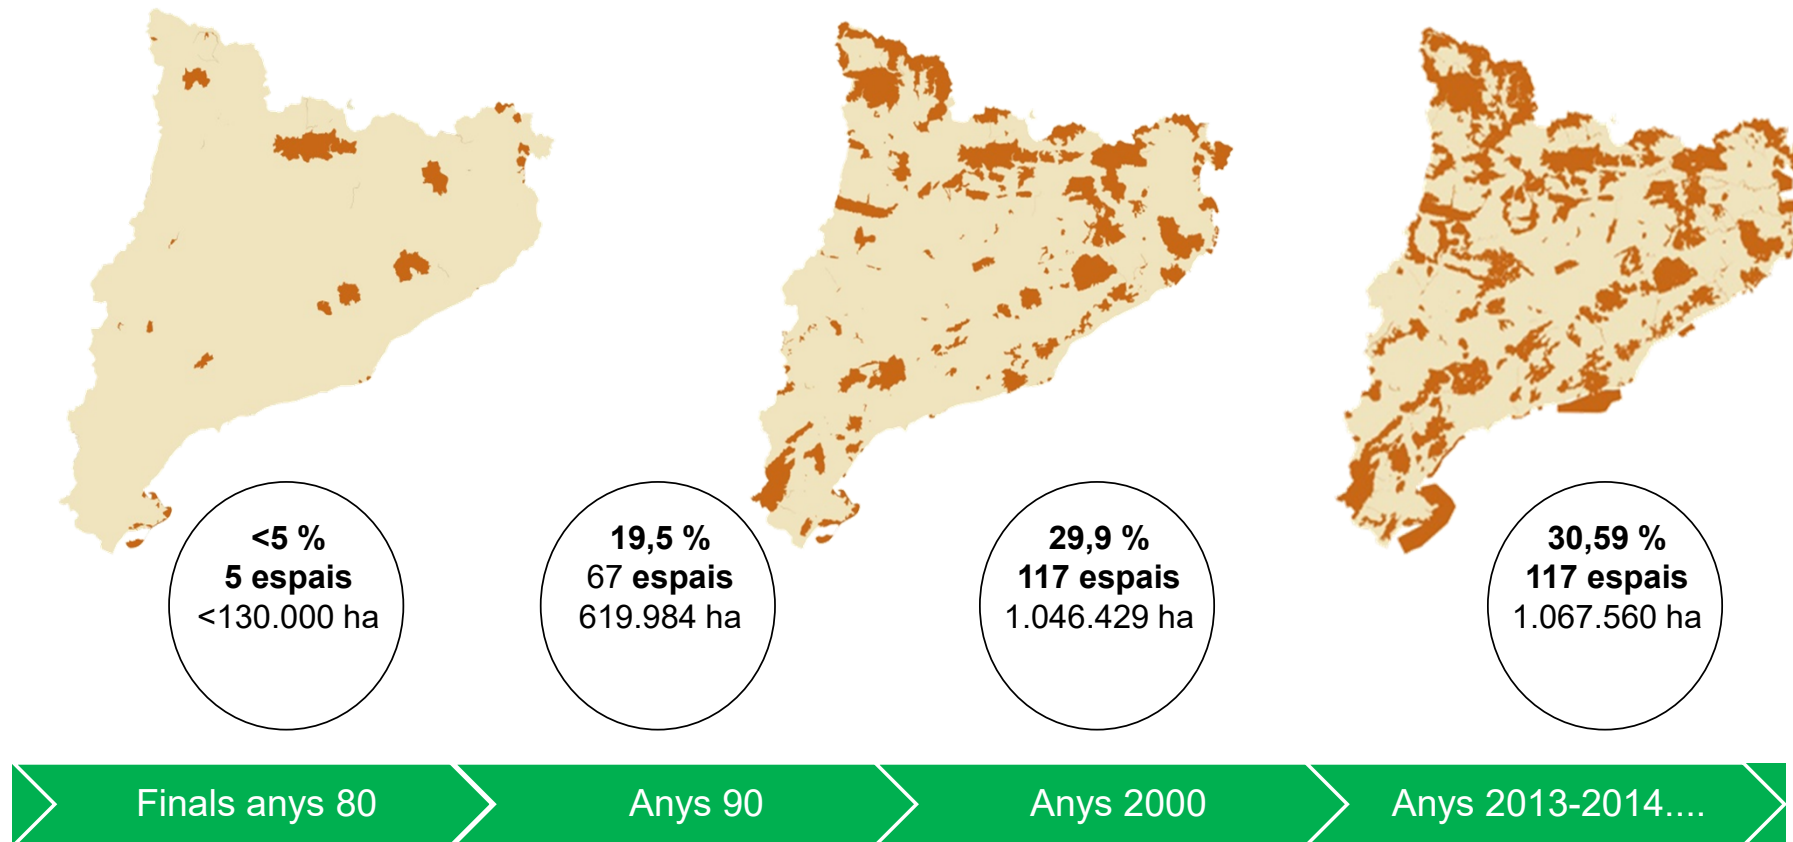 <5 %
5 espais
<130.000 ha
19,5 %
67 espais
619.984 ha
29,9 %
117 espais
1.046.429 ha
30,59 %
117 espais
1.067.560 ha
Finals anys 80
Anys 90
Anys 2000
Anys 2013-2014....